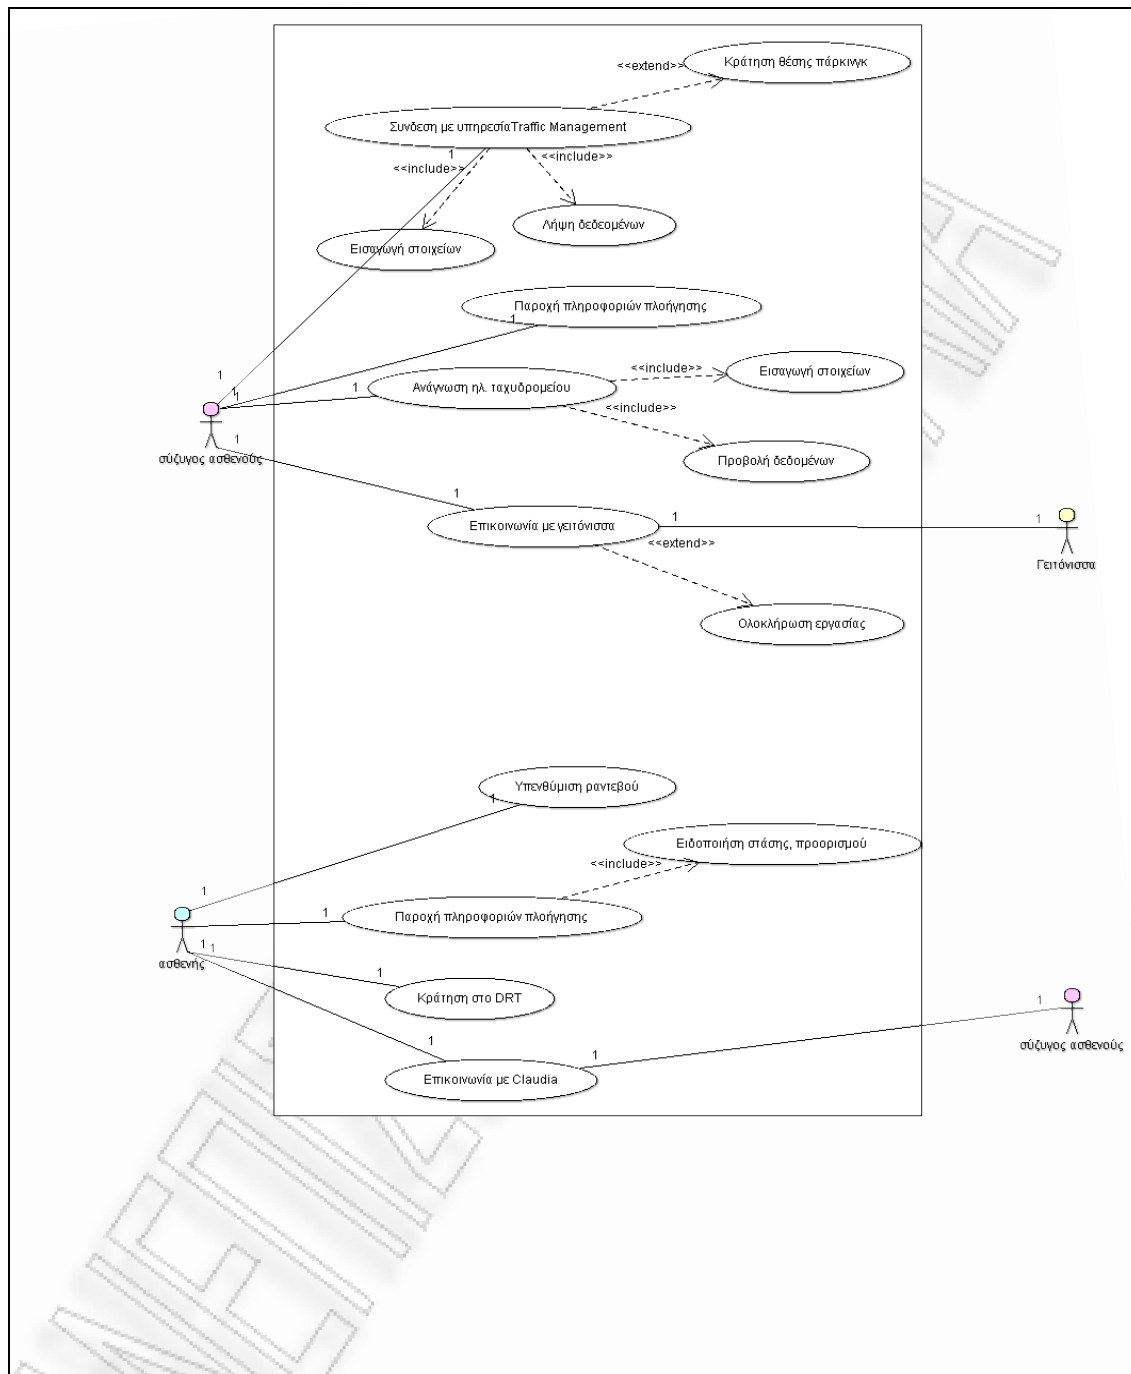 Κράτηση θέσης πάρκινγκ
<<extend>>
Συνδεση με υπηρεσίαTraffic Management
1
<<include>>
<<include>>
Λήψη δεδεομένων
Εισαγωγή στοιχείων
Παροχή πληροφοριών πλοήγησης
1
<<include>>
Εισαγωγή στοιχείων
1
1
1
Ανάγνωση ηλ. ταχυδρομείου
<<include>>
1
σύζυγος ασθενούς
Προβολή δεδομένων
1
Επικοινωνία με γειτόνισσα
1
1
<<extend>>
Γειτόνισσα
Ολοκλήρωση εργασίας
Υπενθύμιση ραντεβού
1
Ειδοποιήση στάσης, προορισμού
<<include>>
1
1
Παροχή πληροφοριών πλοήγησης
1
1
ασθενής
1
Κράτηση στο DRT
1
1
1
σύζυγος ασθενούς
Επικοινωνία με Claudia